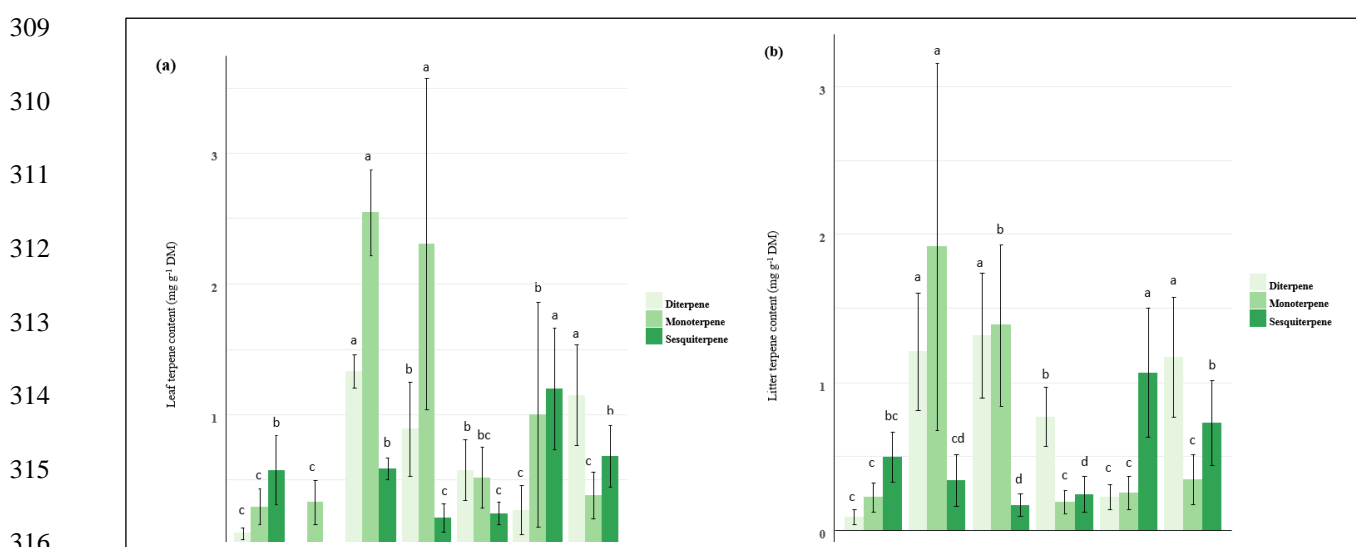 309
310
311
312
313
314
315
316
(a)
Leaf terpene content (mg g⁻¹ DM)
3
2
1
c c b
c
a a b
b a c
b bc c
c b a
a c b
Diterpene
Monoterpene
Sesquiterpene
(b)
Litter terpene content (mg g⁻¹ DM)
3
2
1
0
c c bc
a a cd
a b d
b c d
c c a
a c b
Diterpene
Monoterpene
Sesquiterpene